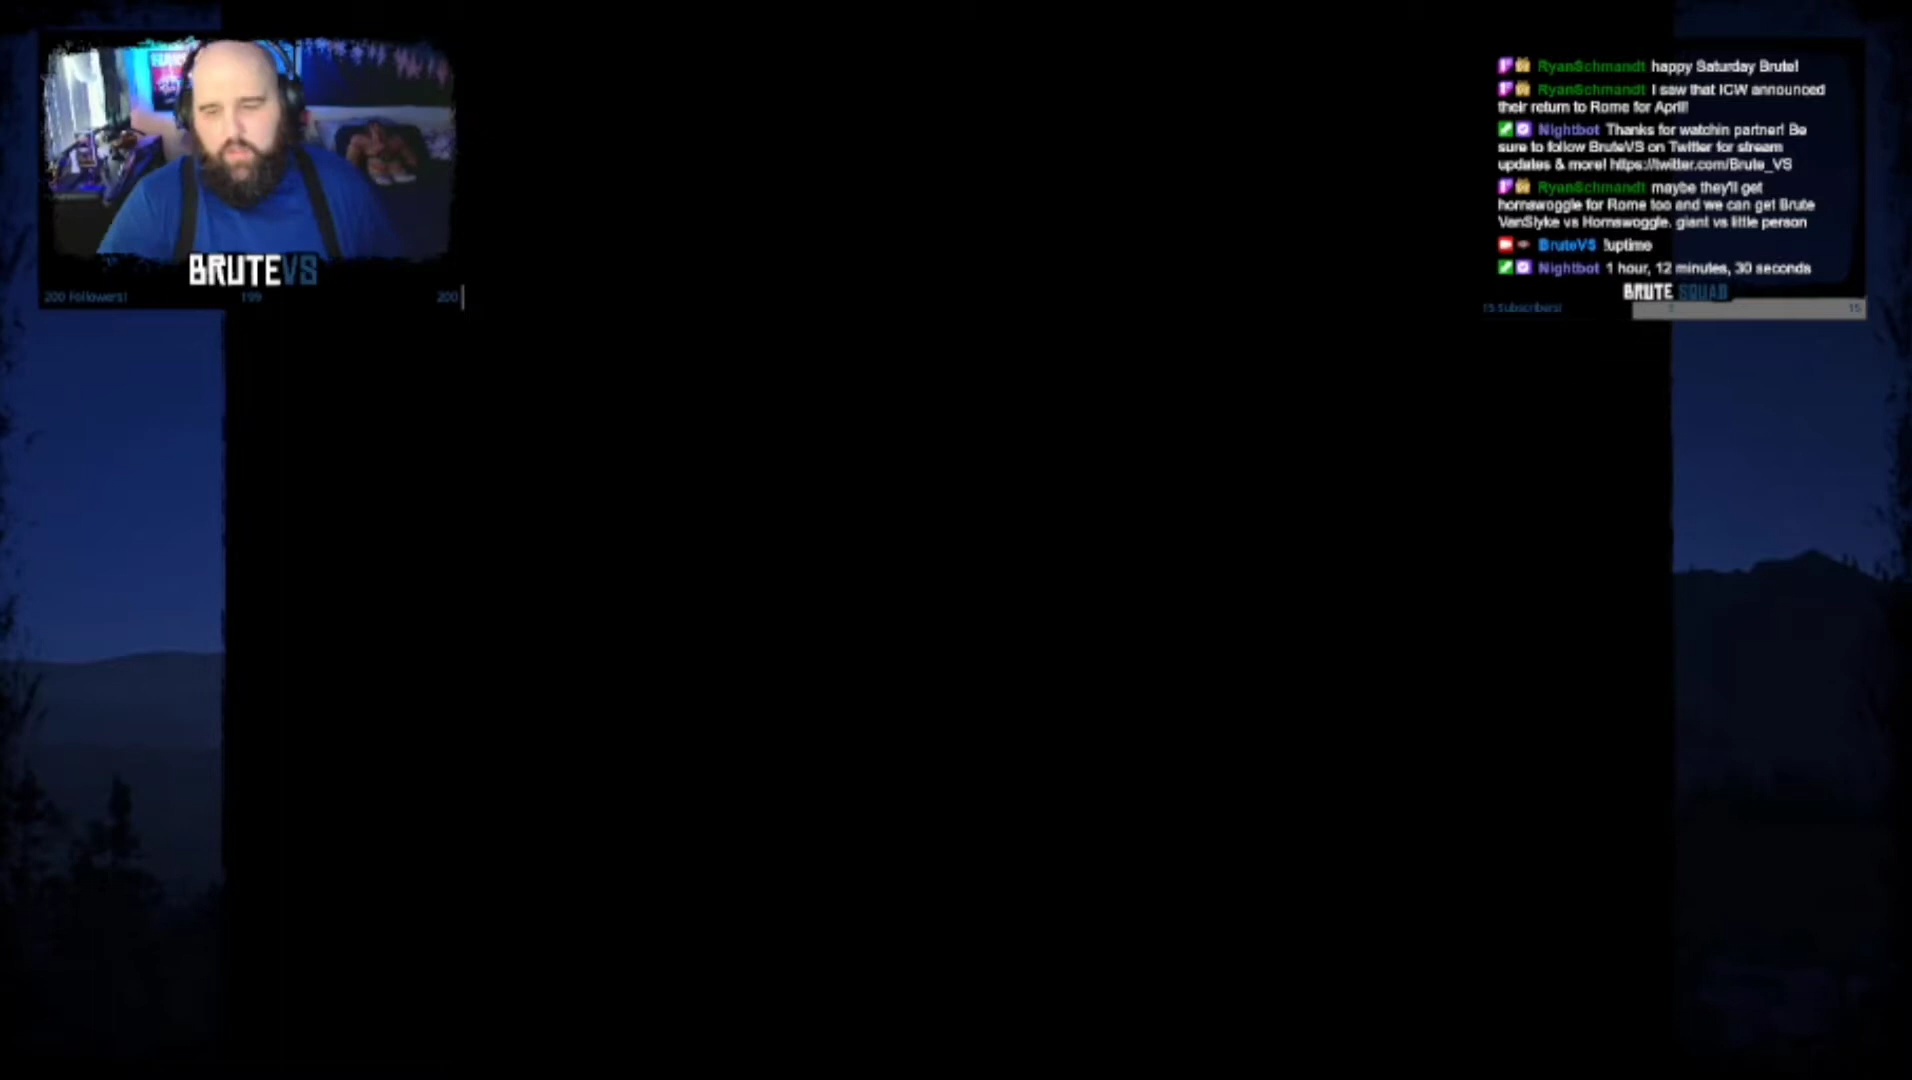 BRUTEVS
200 Followers!
199
200
RyanSchmandt happy Saturday Brute!
RyanSchmandt I saw that ICW announced
their return to Rome for April!
Nightbot Thanks for watchin partner! Be
sure to follow BruteVS on Twitter for stream
updates & more! https://twitter.com/Brute_VS
RyanSchmandt maybe they'll get
hornswoggle for Rome too and we can get Brute
VanSlyke vs Hornswoggle. giant vs little person
BruteVS !uptime
Nightbot 1 hour, 12 minutes, 30 seconds
BRUTE SQUAD
15 Subscribers!
15